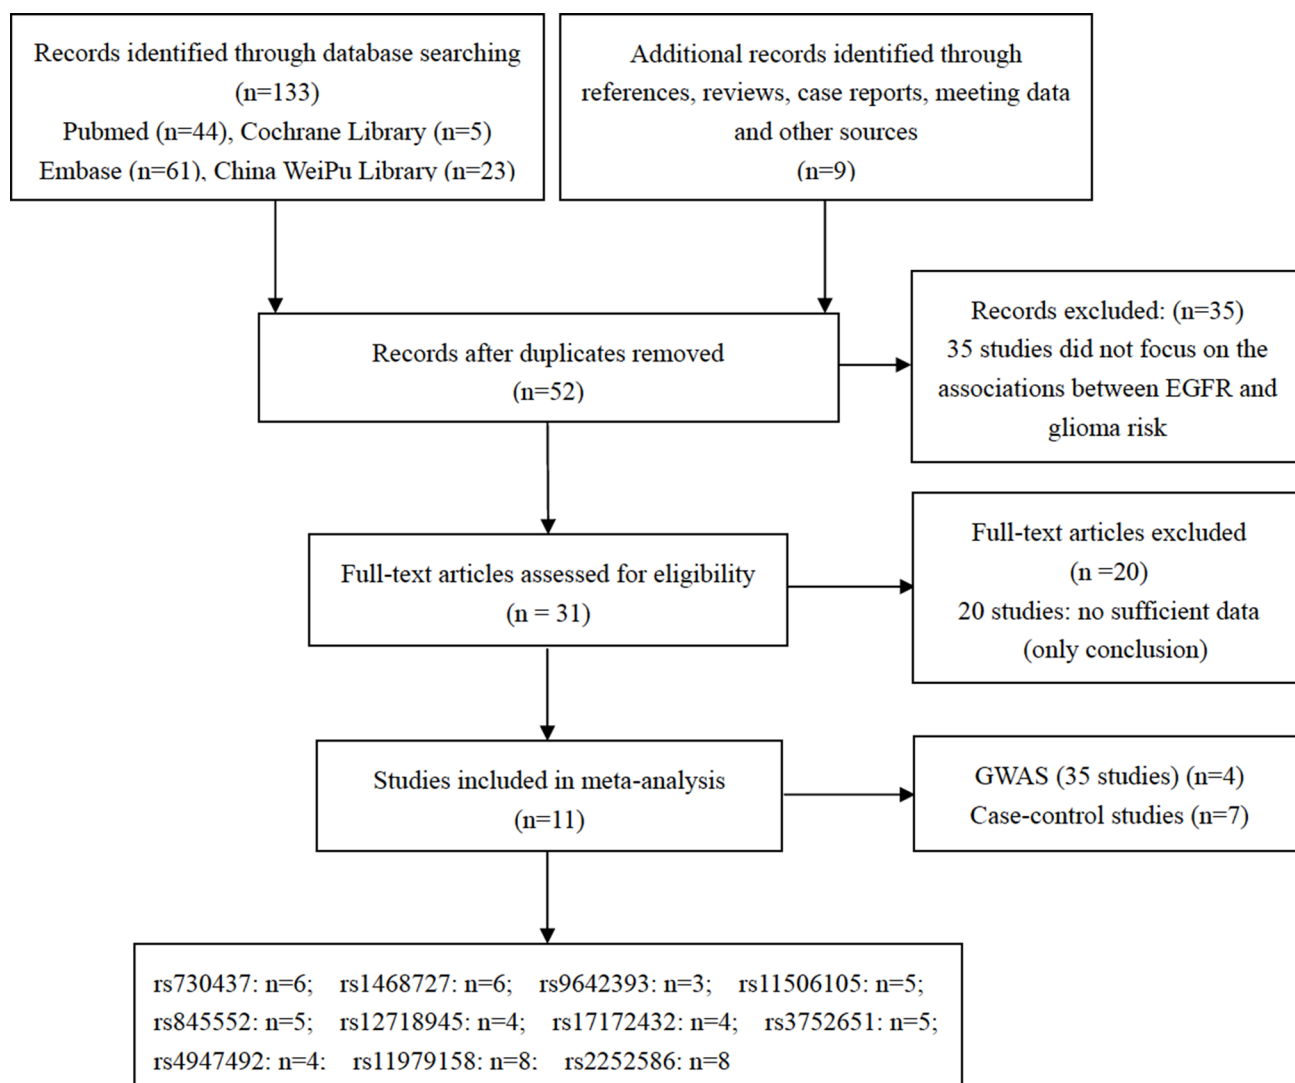 Records identified through database searching
(n=133)
Pubmed (n=44), Cochrane Library (n=5)
Embase (n=61), China WeiPu Library (n=23)
Additional records identified through
references, reviews, case reports, meeting data
and other sources
(n=9)
Records after duplicates removed
(n=52)
Records excluded: (n=35)
35 studies did not focus on the
associations between EGFR and
glioma risk
Full-text articles assessed for eligibility
(n = 31)
Full-text articles excluded
(n =20)
20 studies: no sufficient data
(only conclusion)
Studies included in meta-analysis
(n=11)
GWAS (35 studies) (n=4)
Case-control studies (n=7)
rs730437: n=6; rs1468727: n=6; rs9642393: n=3; rs11506105: n=5;
rs845552: n=5; rs12718945: n=4; rs17172432: n=4; rs3752651: n=5;
rs4947492: n=4; rs11979158: n=8; rs2252586: n=8